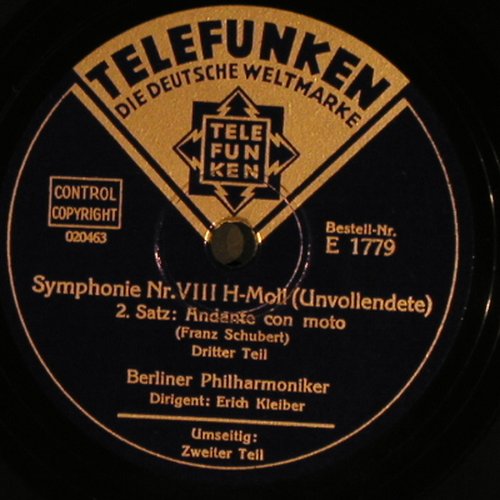 TELEFUNKEN
DIE DEUTSCHE WELTMARKE
TELE
FUN
KEN
CONTROL
COPYRIGHT
020463
Bestell-Nr.
E 1779
Symphonie Nr. VIII H-Moll (Unvollendete)
2. Satz: Andante con moto
(Franz Schubert)
Dritter Teil
Berliner Philharmoniker
Dirigent: Erich Kleiber
Umseitig:
Zweiter Teil